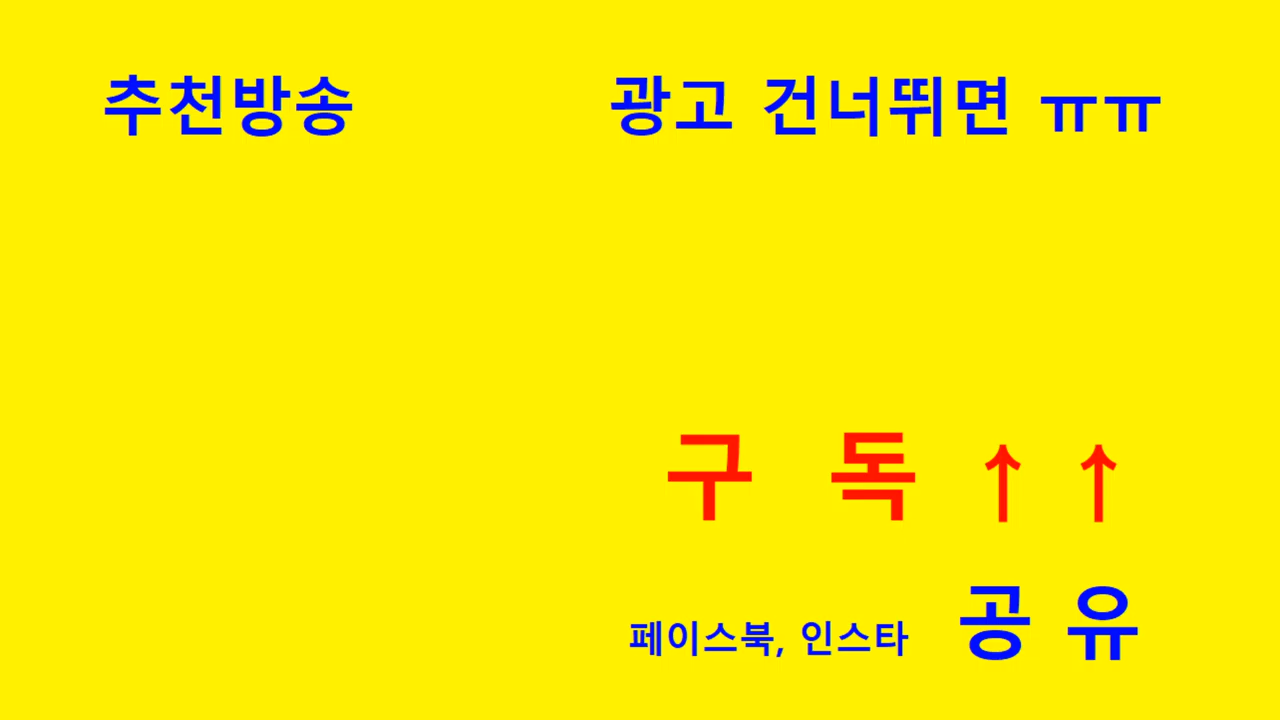 추천방송
광고 건너뛰면 ㅠㅠ
구 독 ↑ ↑
페이스북, 인스타 공 유